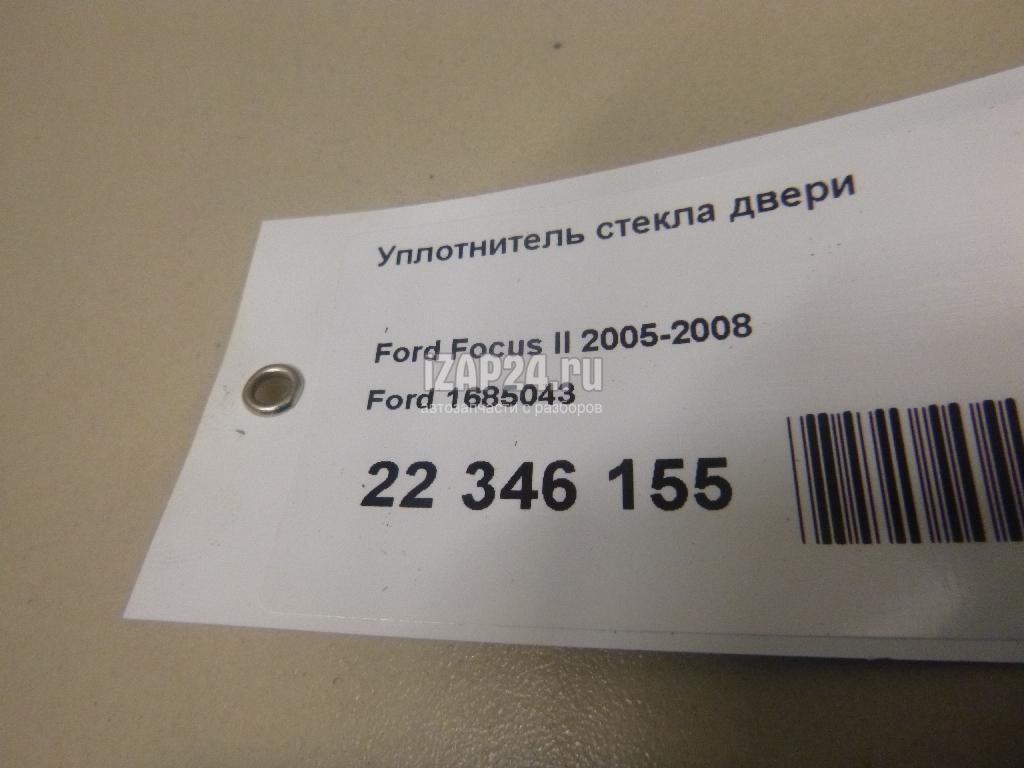 Уплотнитель стекла двери
Ford Focus II 2005-2008
iZAP24.ru
Ford 1685043
автозапчасти с разборов
22 346 155